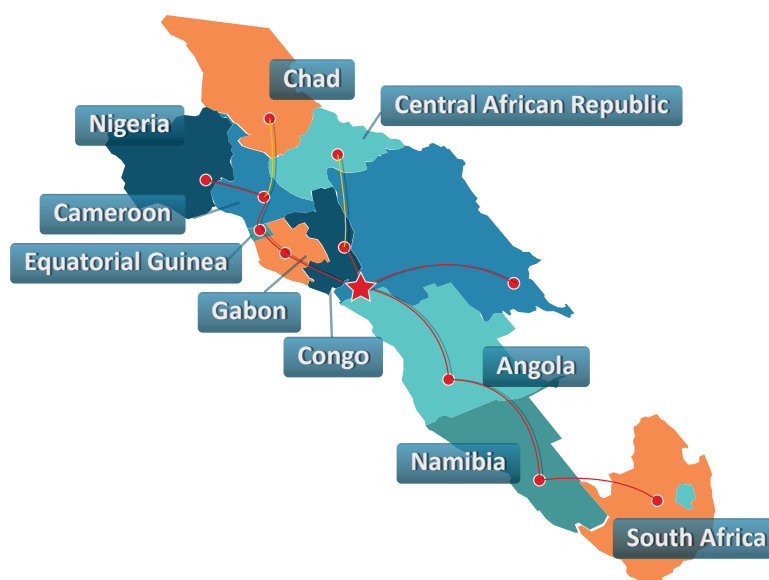 Chad
Central African Republic
Nigeria
Cameroon
Equatorial Guinea
Gabon
Congo
Angola
Namibia
South Africa